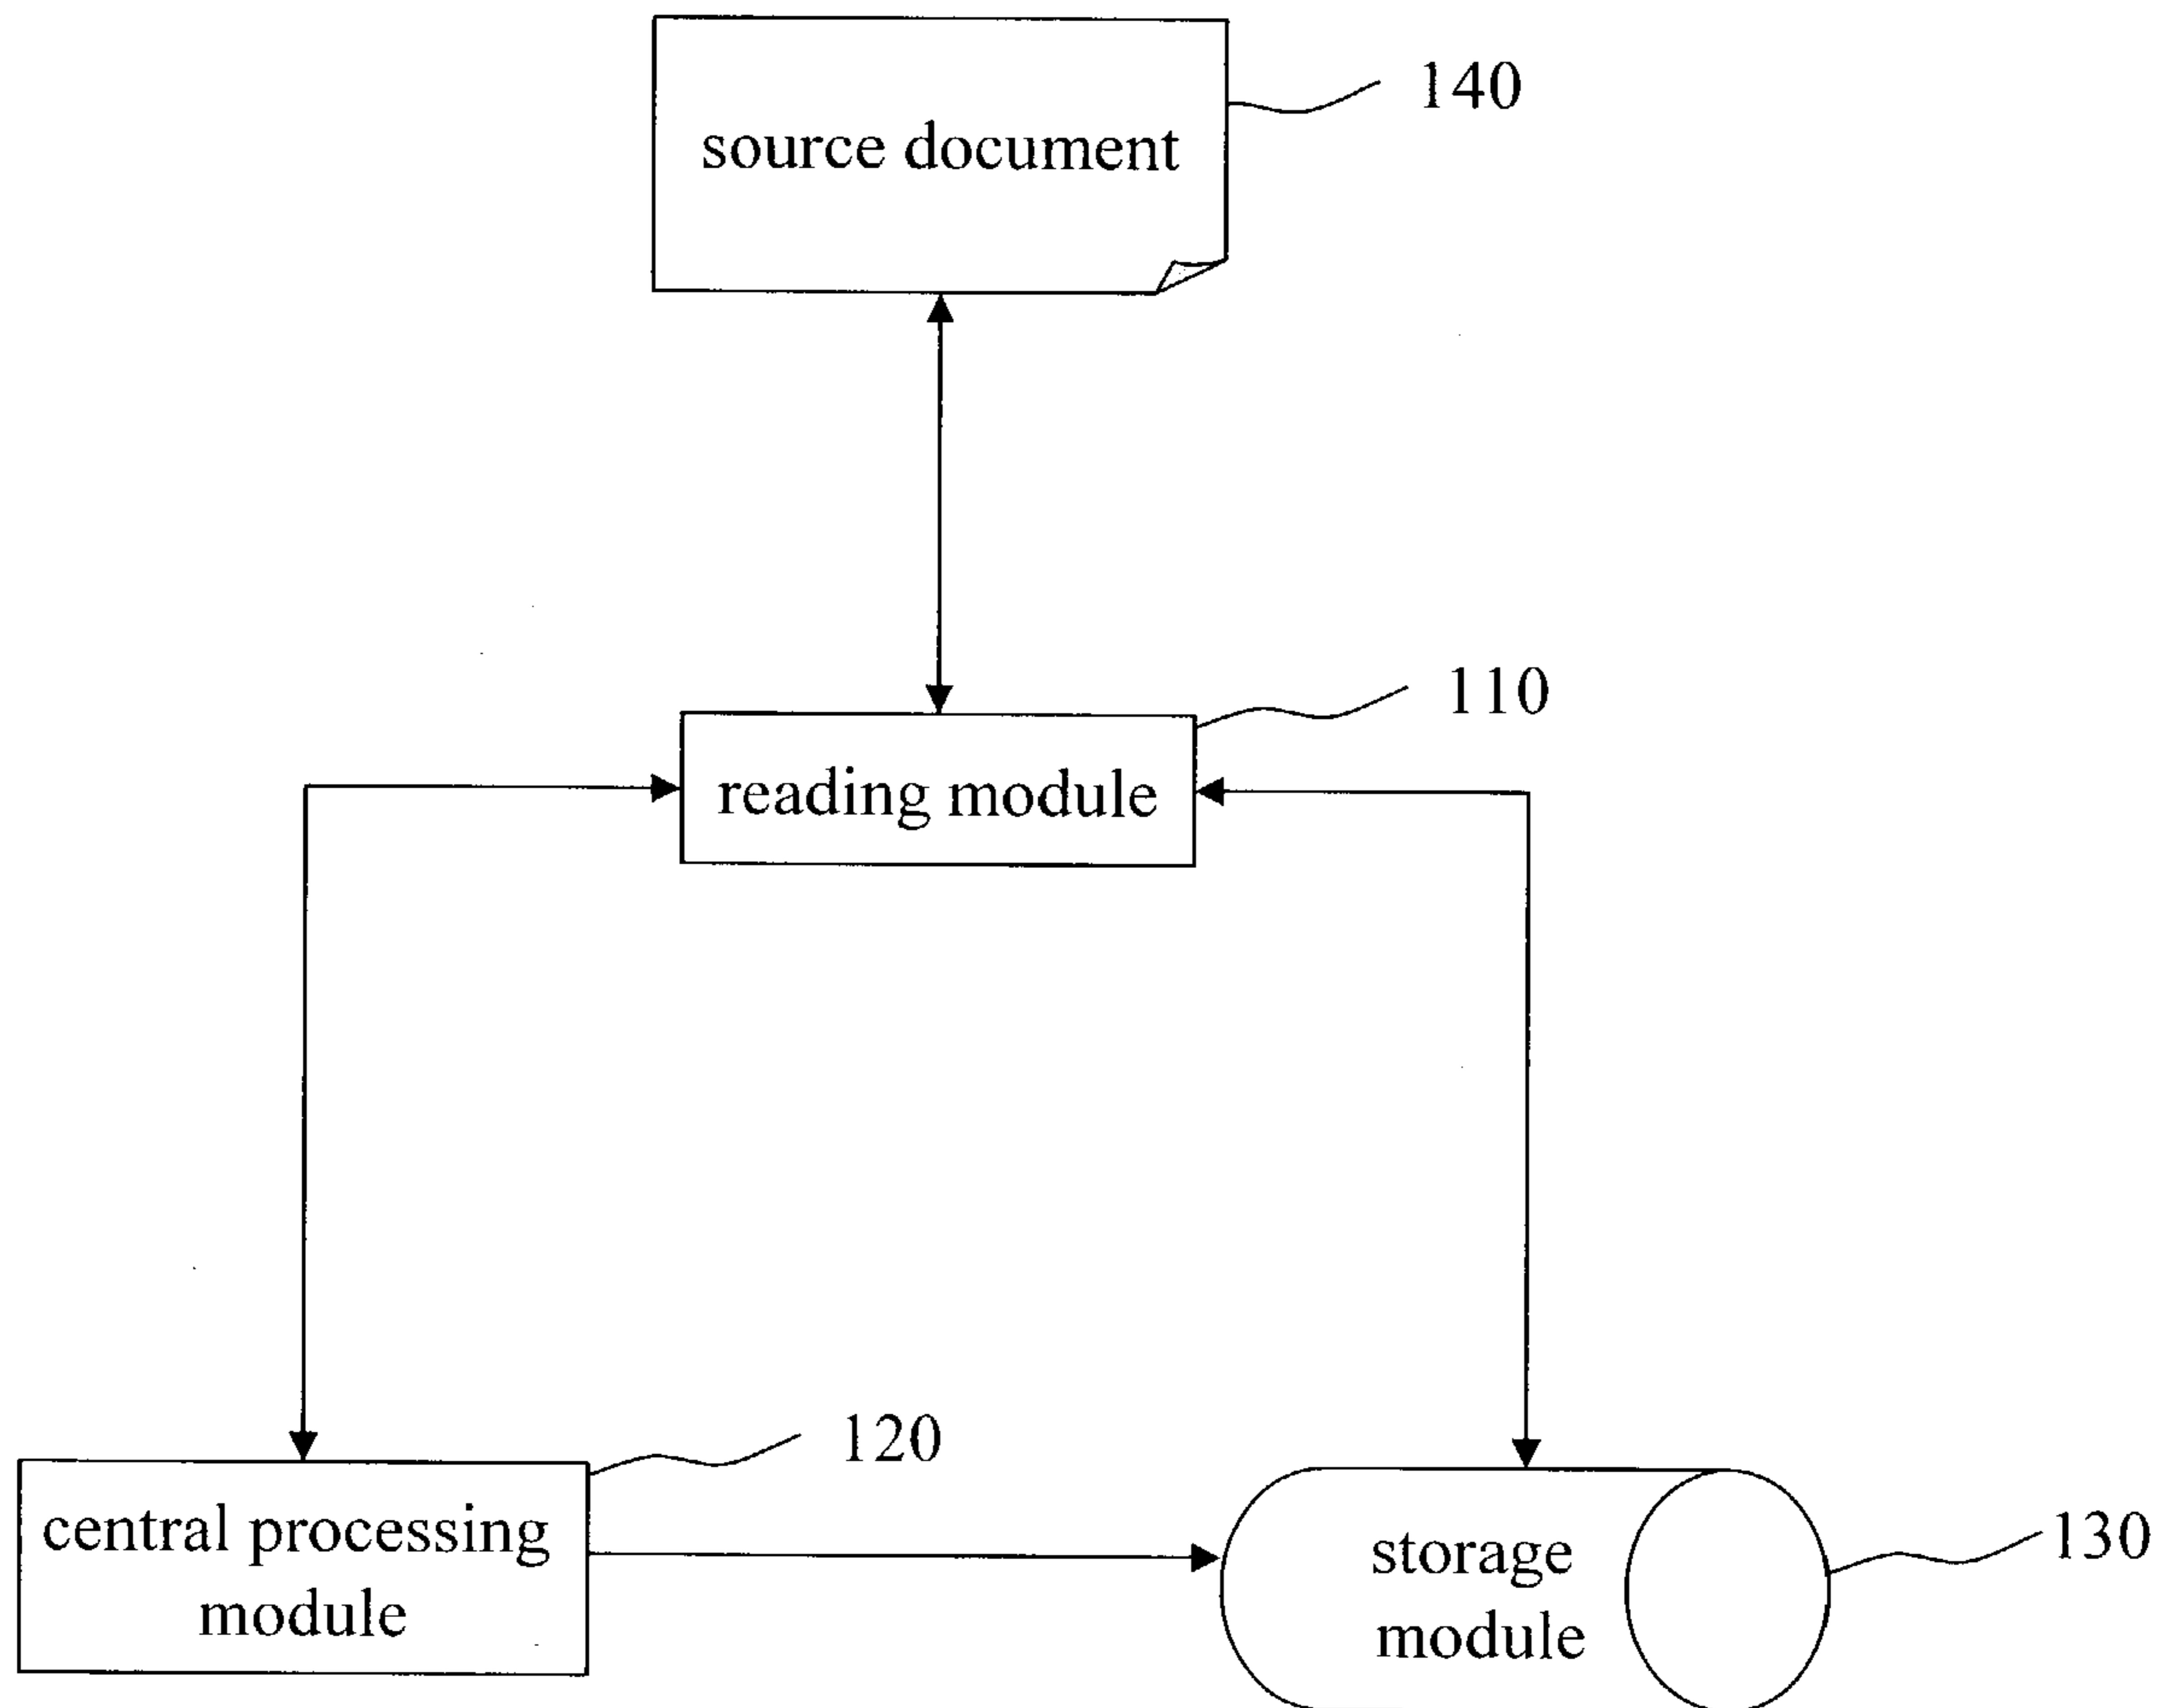 140
source document
110
reading module
120
central processing
module
130
storage
module